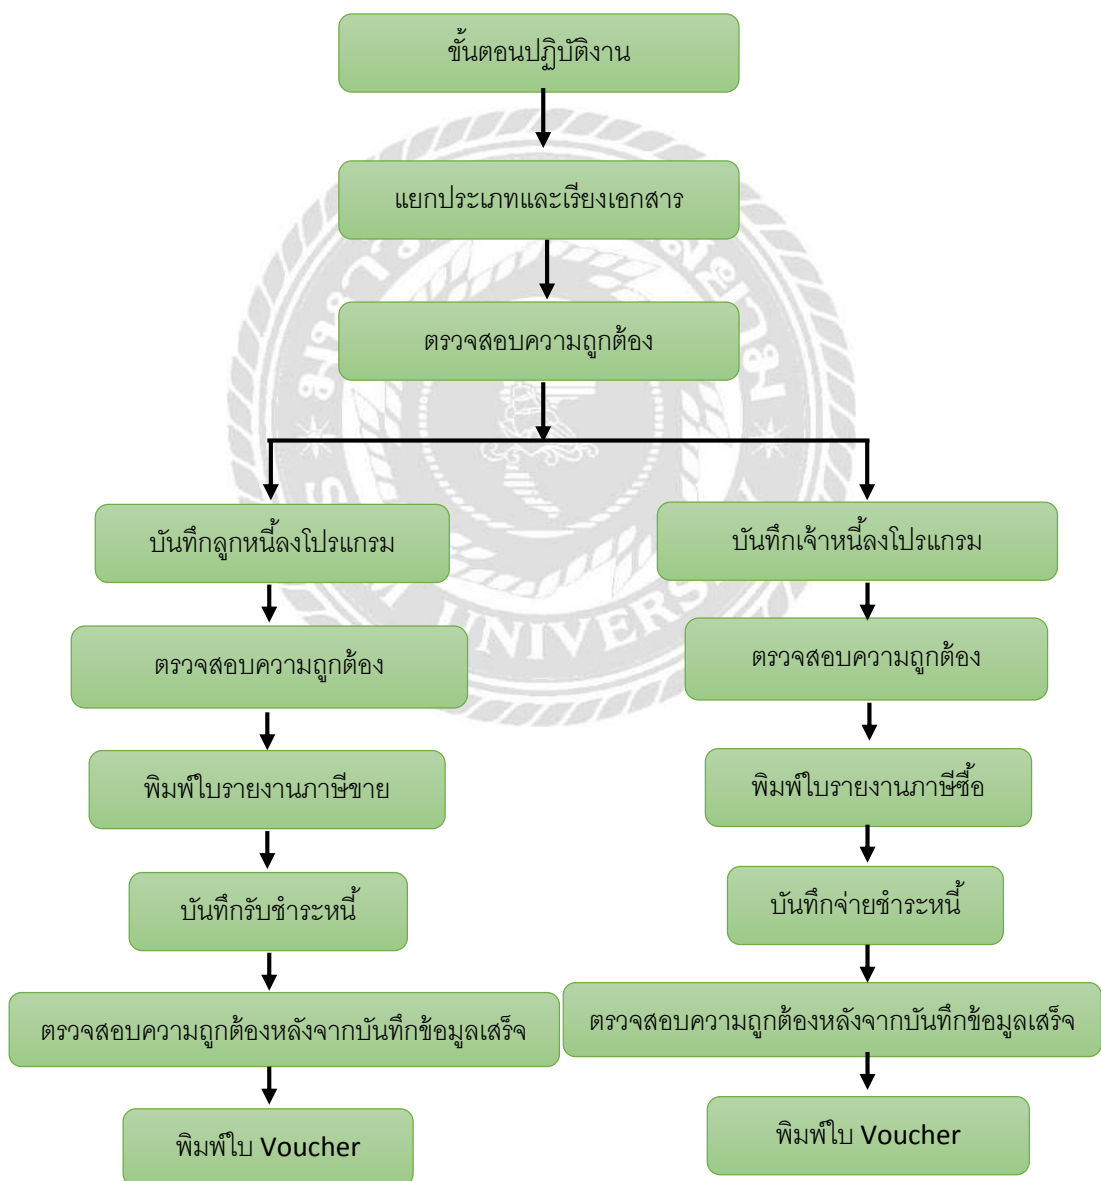 ขั้นตอนปฏิบัติงาน
แยกประเภทและเรียงเอกสาร
ตรวจสอบความถูกต้อง
บันทึกลูกหนี้ลงโปรแกรม
บันทึกเจ้าหนี้ลงโปรแกรม
ตรวจสอบความถูกต้อง
ตรวจสอบความถูกต้อง
พิมพ์ใบรายงานภาษีขาย
พิมพ์ใบรายงานภาษีซื้อ
บันทึกรับชำระหนี้
บันทึกจ่ายชำระหนี้
ตรวจสอบความถูกต้องหลังจากบันทึกข้อมูลเสร็จ
ตรวจสอบความถูกต้องหลังจากบันทึกข้อมูลเสร็จ
พิมพ์ใบ Voucher
พิมพ์ใบ Voucher